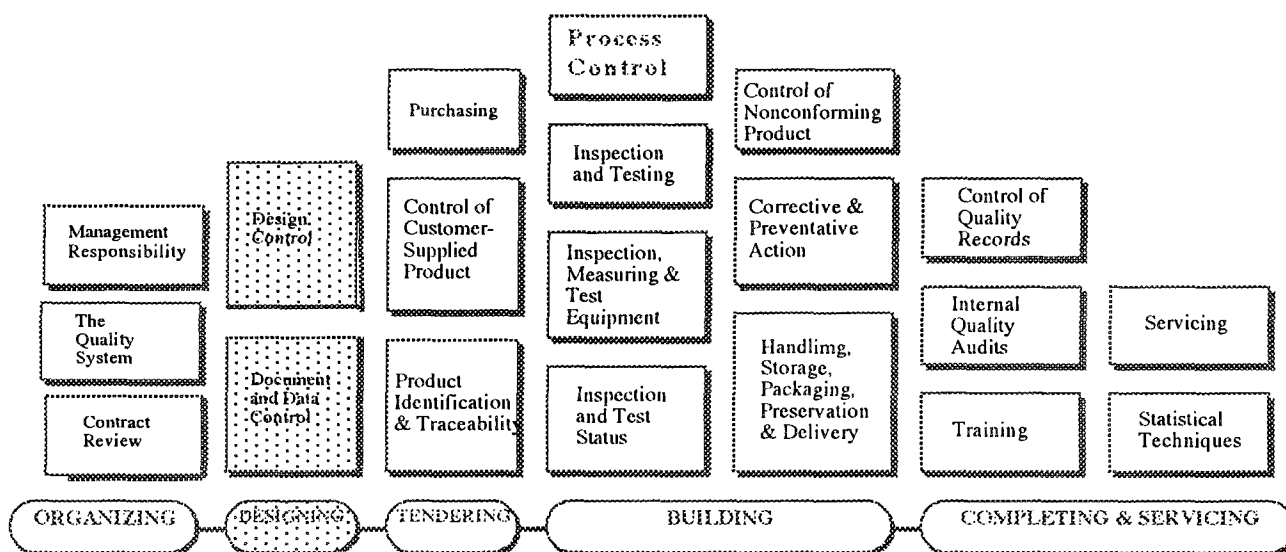 Management
Responsibility
The
Quality
System
Contract
Review
Design
Control
Document
and Data
Control
Purchasing
Control of
Customer-
Supplied
Product
Product
Identification
& Traceability
Process
Control
Inspection
and Testing
Inspection,
Measuring &
Test
Equipment
Inspection
and Test
Status
Control of
Nonconforming
Product
Corrective &
Preventative
Action
Handlimg,
Storage,
Packaging,
Preservation
& Delivery
Control of
Quality
Records
Internal
Quality
Audits
Training
Servicing
Statistical
Techniques
ORGANIZING
DESIGNING
TENDERING
BUILDING
COMPLETING & SERVICING